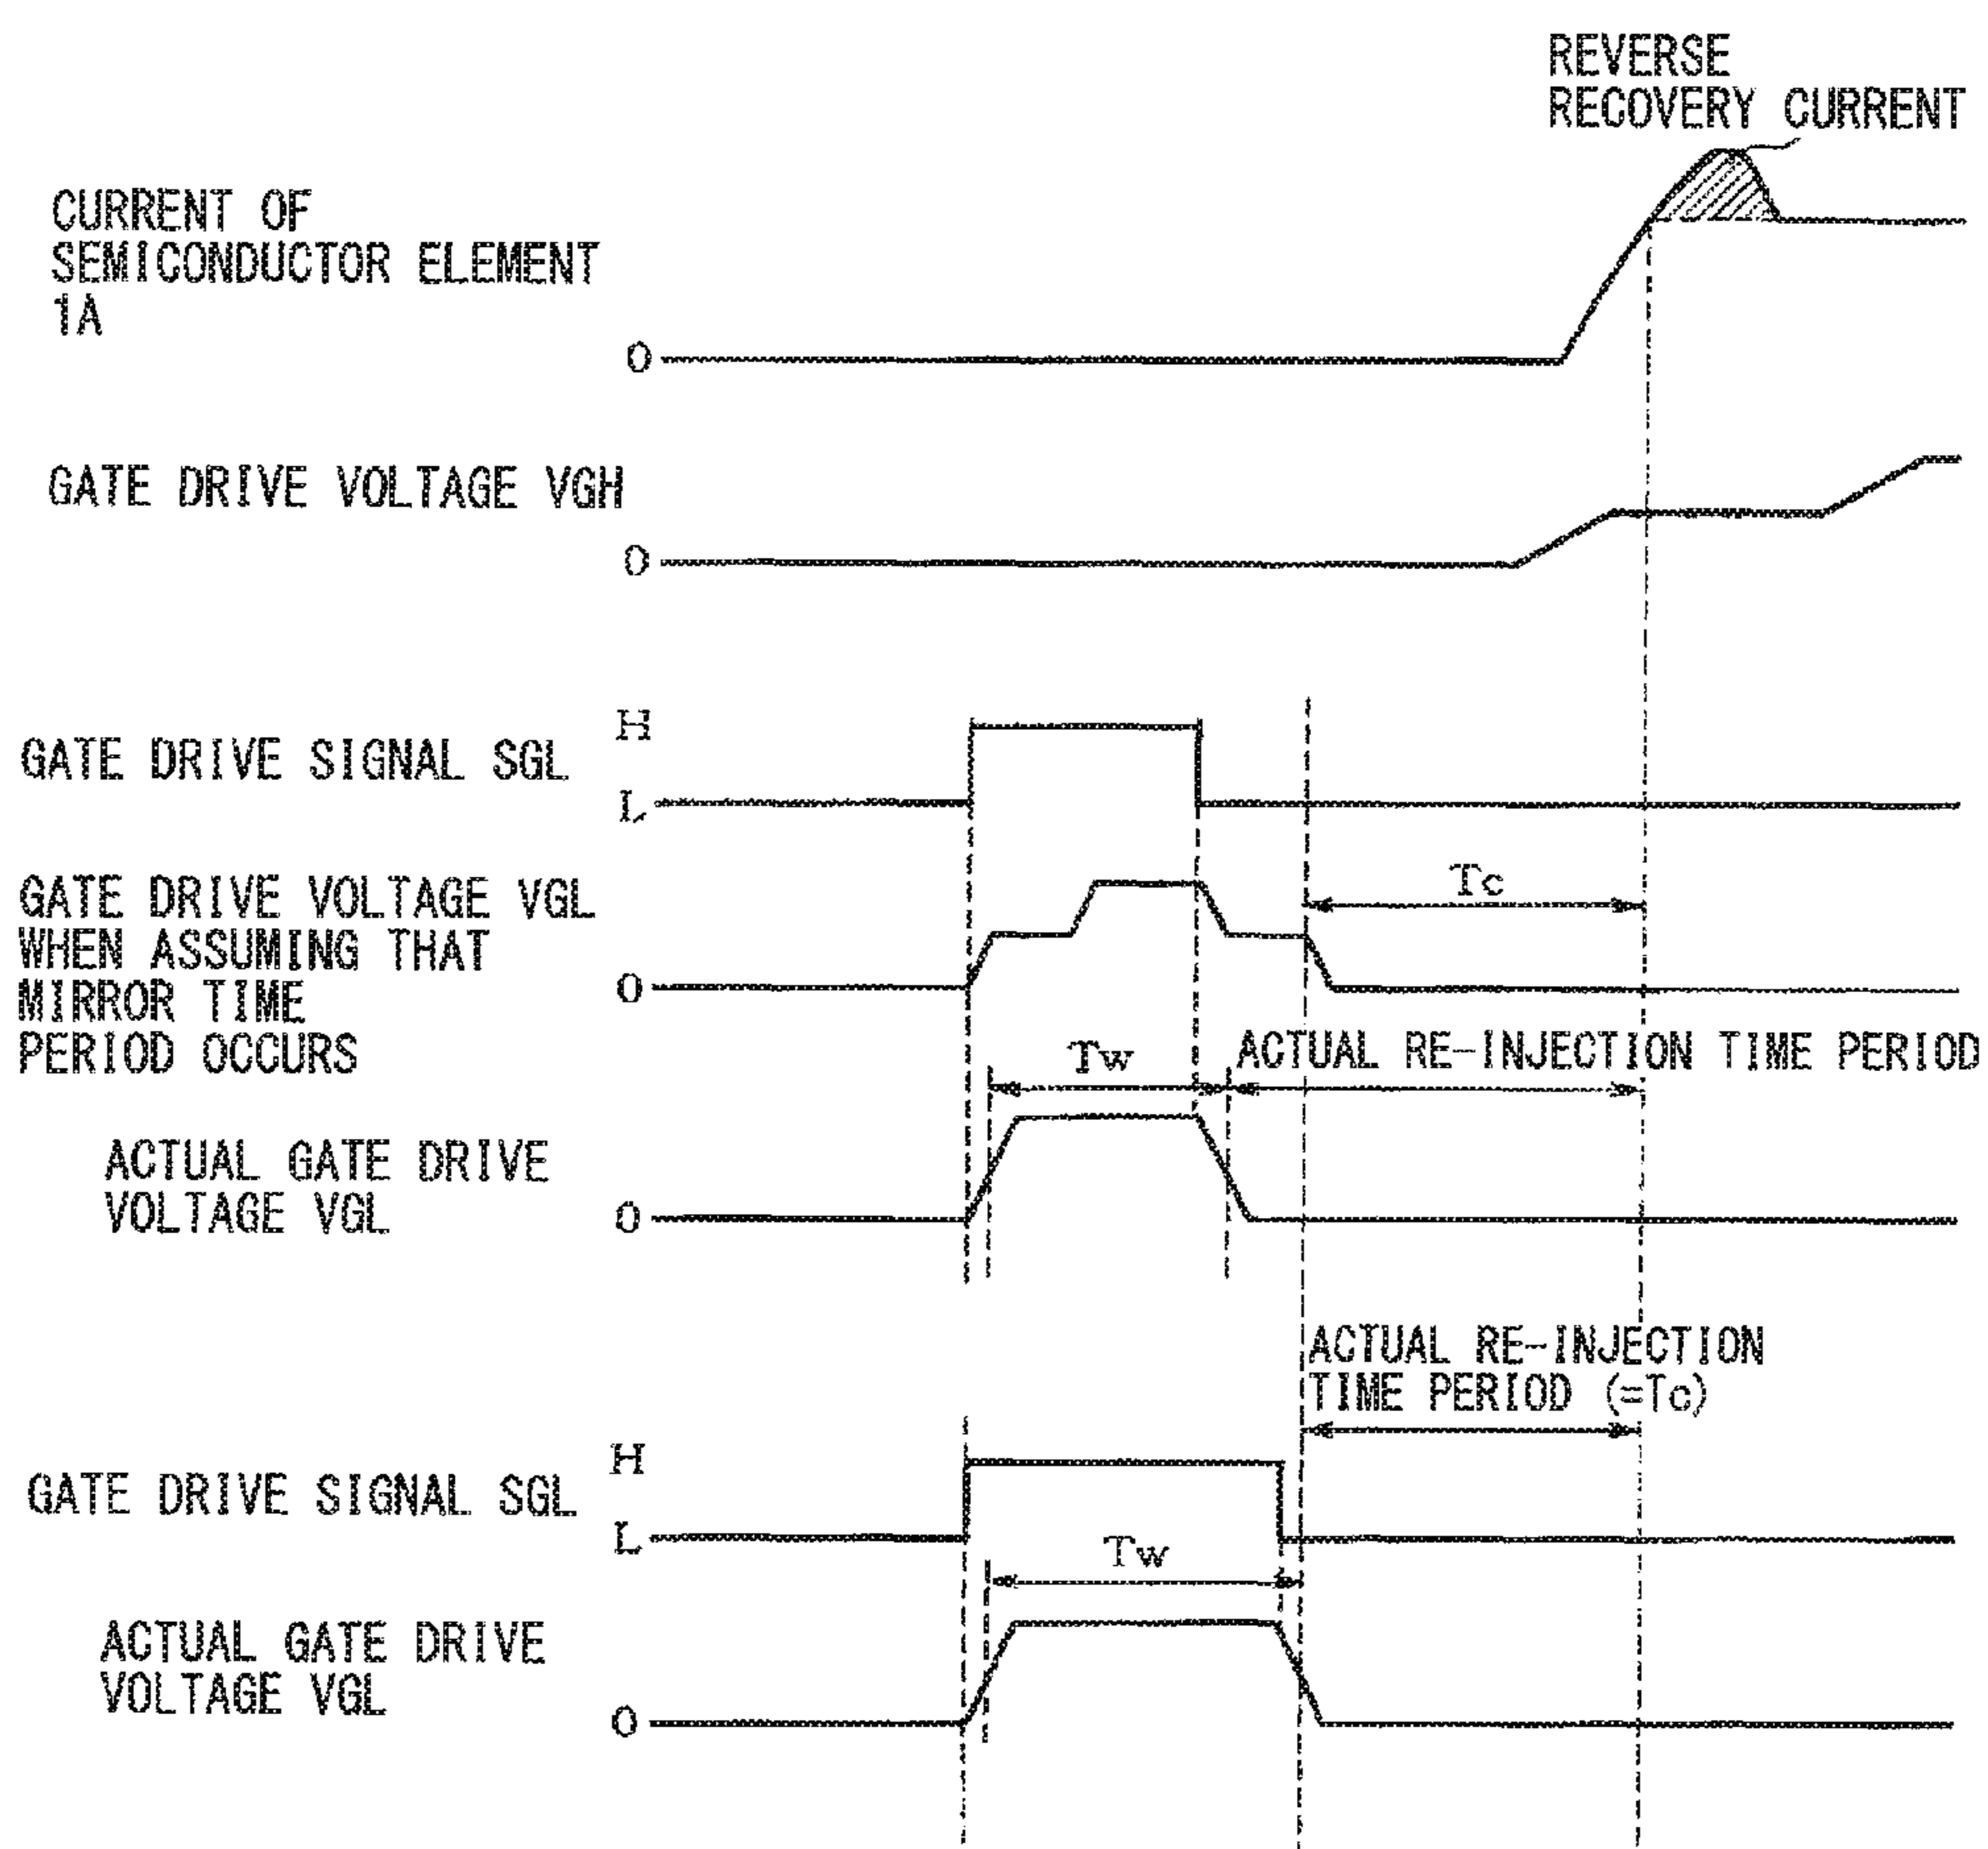 REVERSE
RECOVERY CURRENT
CURRENT OF
SEMICONDUCTOR ELEMENT
1A
0
GATE DRIVE VOLTAGE VGH
0
H
GATE DRIVE SIGNAL SGL
L
Tc
GATE DRIVE VOLTAGE VGL
WHEN ASSUMING THAT
MIRROR TIME
PERIOD OCCURS
0
Tw
ACTUAL RE-INJECTION TIME PERIOD
ACTUAL GATE DRIVE
VOLTAGE VGL
0
ACTUAL RE-INJECTION
TIME PERIOD (=Tc)
H
GATE DRIVE SIGNAL SGL
L
Tw
ACTUAL GATE DRIVE
VOLTAGE VGL
0